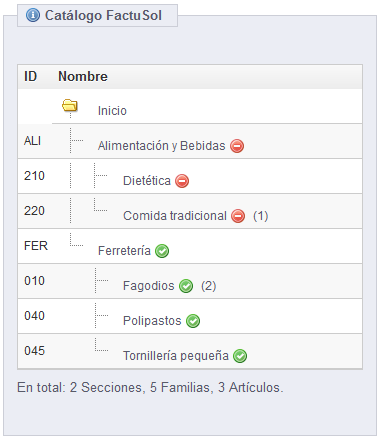 Catálogo FactuSol
ID Nombre
Inicio
ALI Alimentación y Bebidas
210 Dietética
220 Comida tradicional (1)
FER Ferretería
010 Fagodios (2)
040 Polipastos
045 Tornillería pequeña
En total: 2 Secciones, 5 Familias, 3 Artículos.